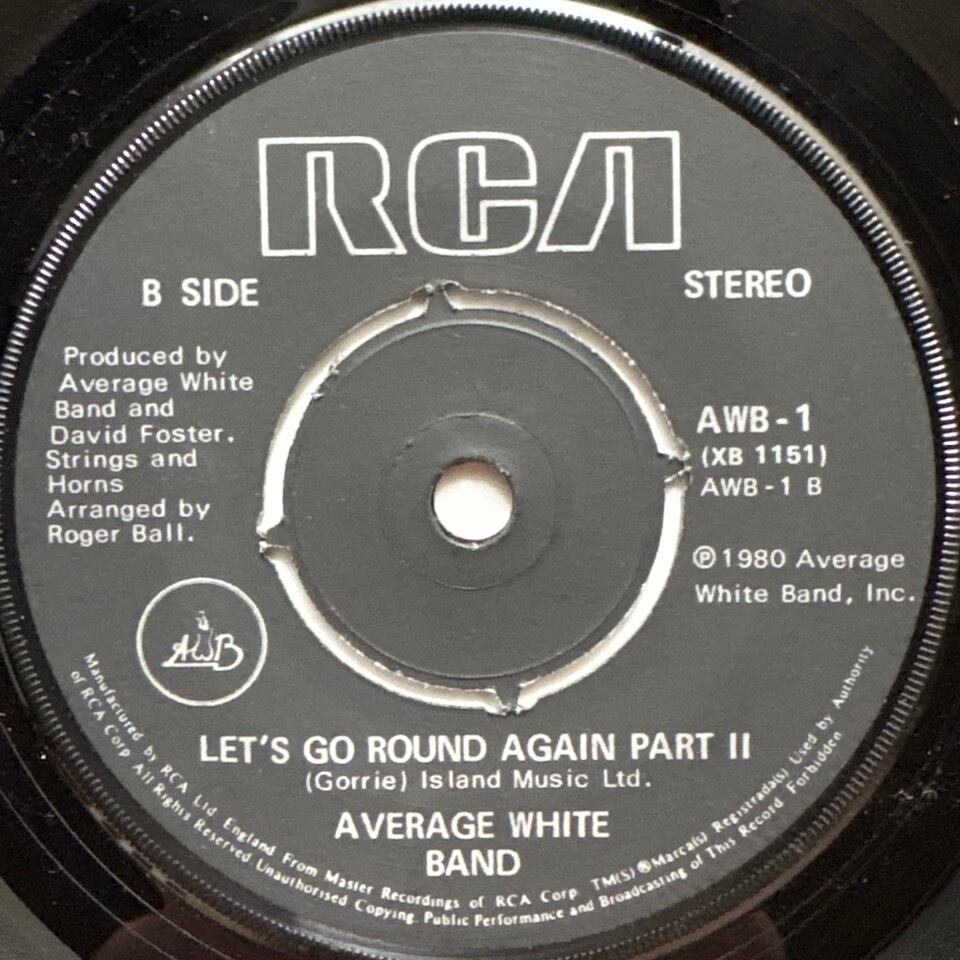 RCA
B SIDE
STEREO
Produced by
Average White
Band and
David Foster.
Strings and
Horns
Arranged by
Roger Ball.
AWB-1
(XB 1151)
AWB-1 B
℗1980 Average
White Band, Inc.
AWB
LET'S GO ROUND AGAIN PART II
(Gorrie) Island Music Ltd.
AVERAGE WHITE
BAND
Manufactured by RCA Ltd. England From Master Recordings of RCA Corp. TM(S)®Marca(s) Registrada(s) Used by Authority
of RCA Corp All Rights Reserved Unauthorised Copying, Public Performance and Broadcasting of This Record Forbidden